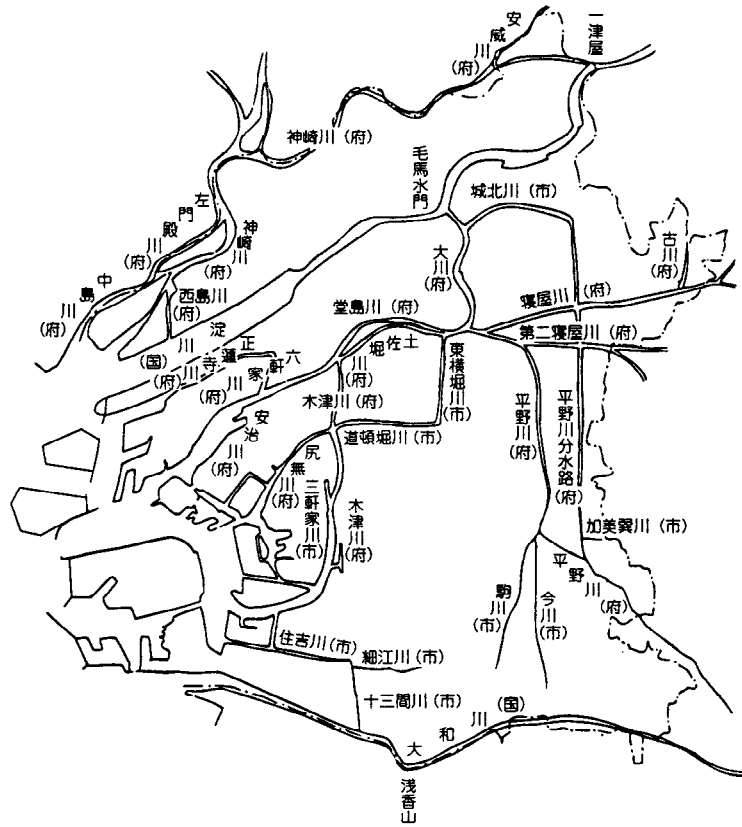 安威川（府）
一津屋
神崎川（府）
毛馬水門
城北川（市）
左門殿川（府）
神崎川（府）
古川（府）
大川（府）
中島川（府）
西島川（府）
堂島川（府）
寝屋川（府）
淀川（国）
正蓮寺川（府）
六軒家川（府）
土佐堀川（府）
東横堀川（市）
第二寝屋川（府）
木津川（府）
平野川（府）
平野川分水路（府）
安治川（府）
道頓堀川（市）
尻無川（府）
三軒家川（市）
木津川（府）
加美巽川（市）
平野川（府）
駒川（市）
今川（市）
住吉川（市）
細江川（市）
十三間川（市）
大和川（国）
浅香山